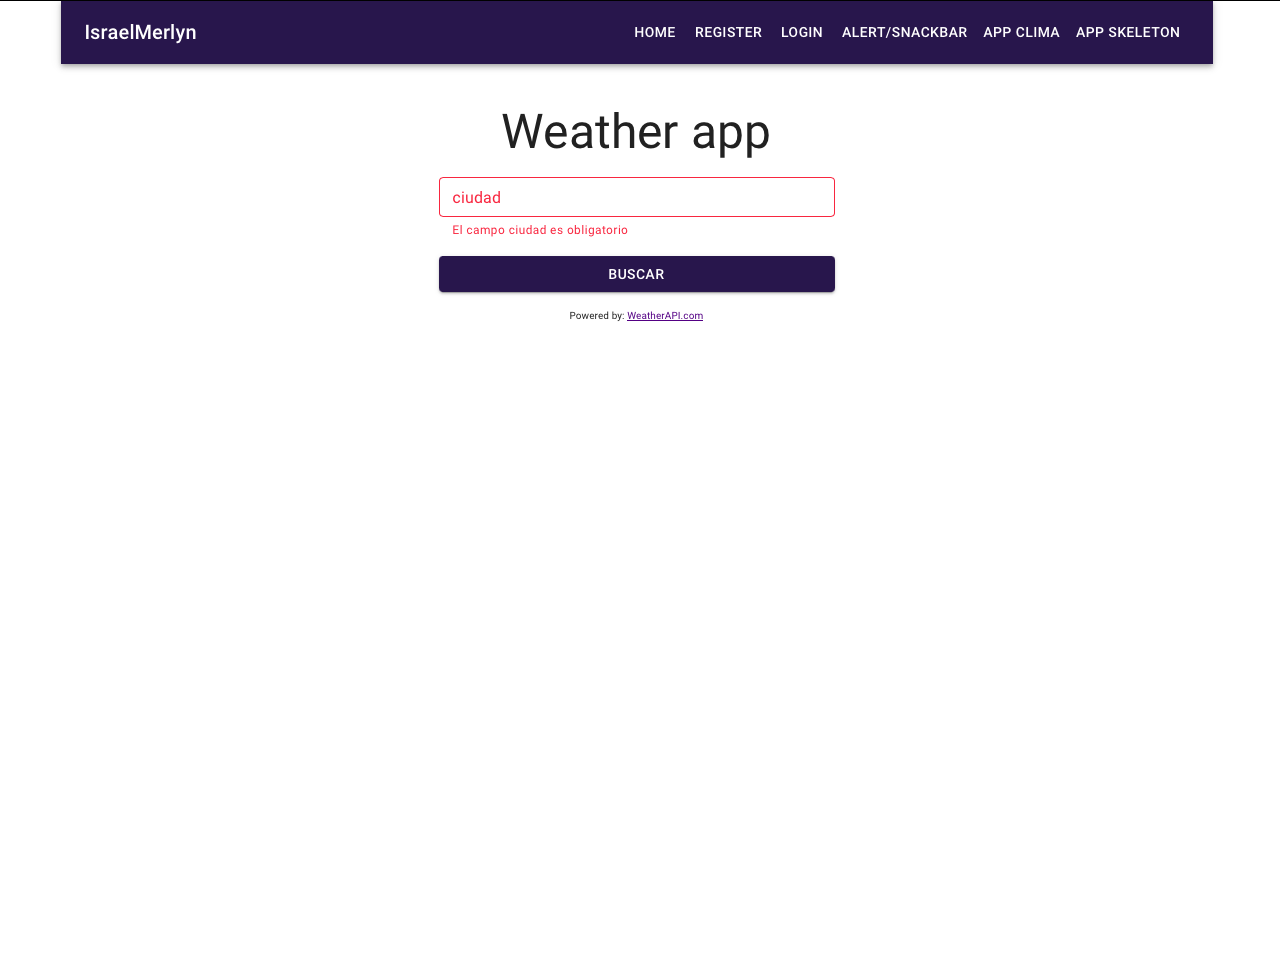 IsraelMerlyn HOME REGISTER LOGIN ALERT/SNACKBAR APP CLIMA APP SKELETON
Weather app
ciudad
El campo ciudad es obligatorio
BUSCAR
Powered by: WeatherAPI.com